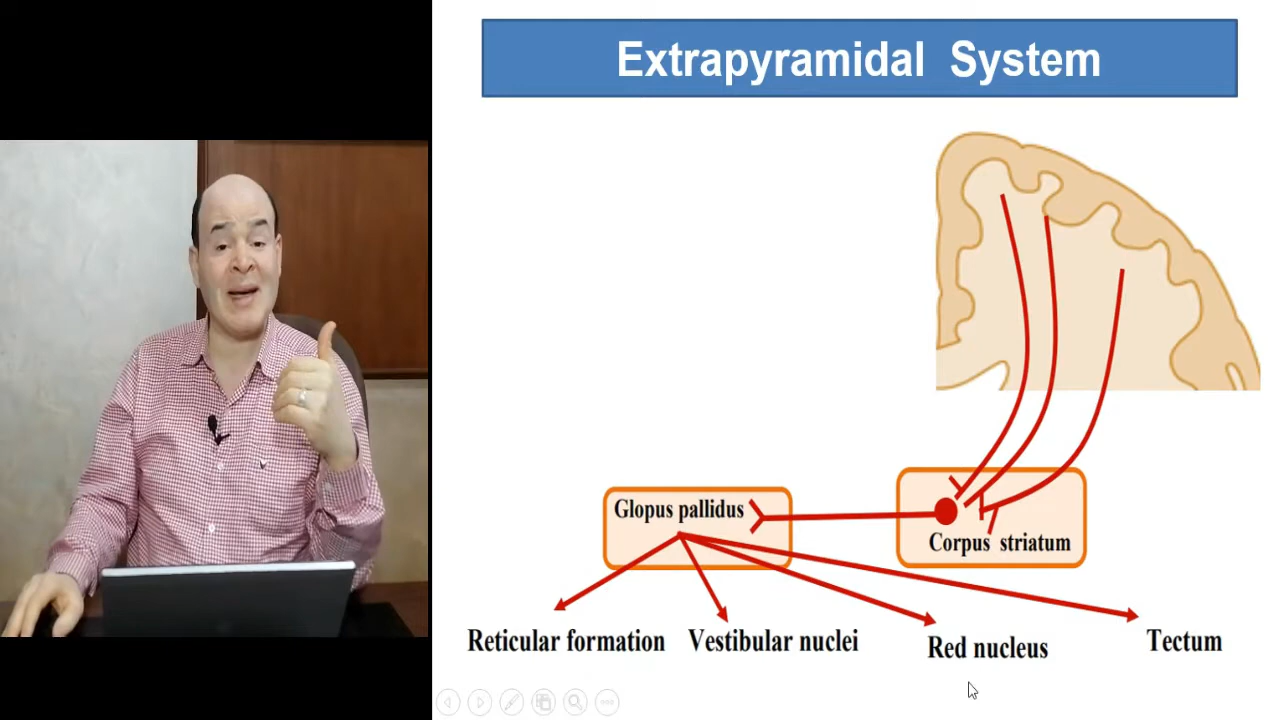 Extrapyramidal System
Glopus pallidus
Corpus striatum
Reticular formation
Vestibular nuclei
Red nucleus
Tectum